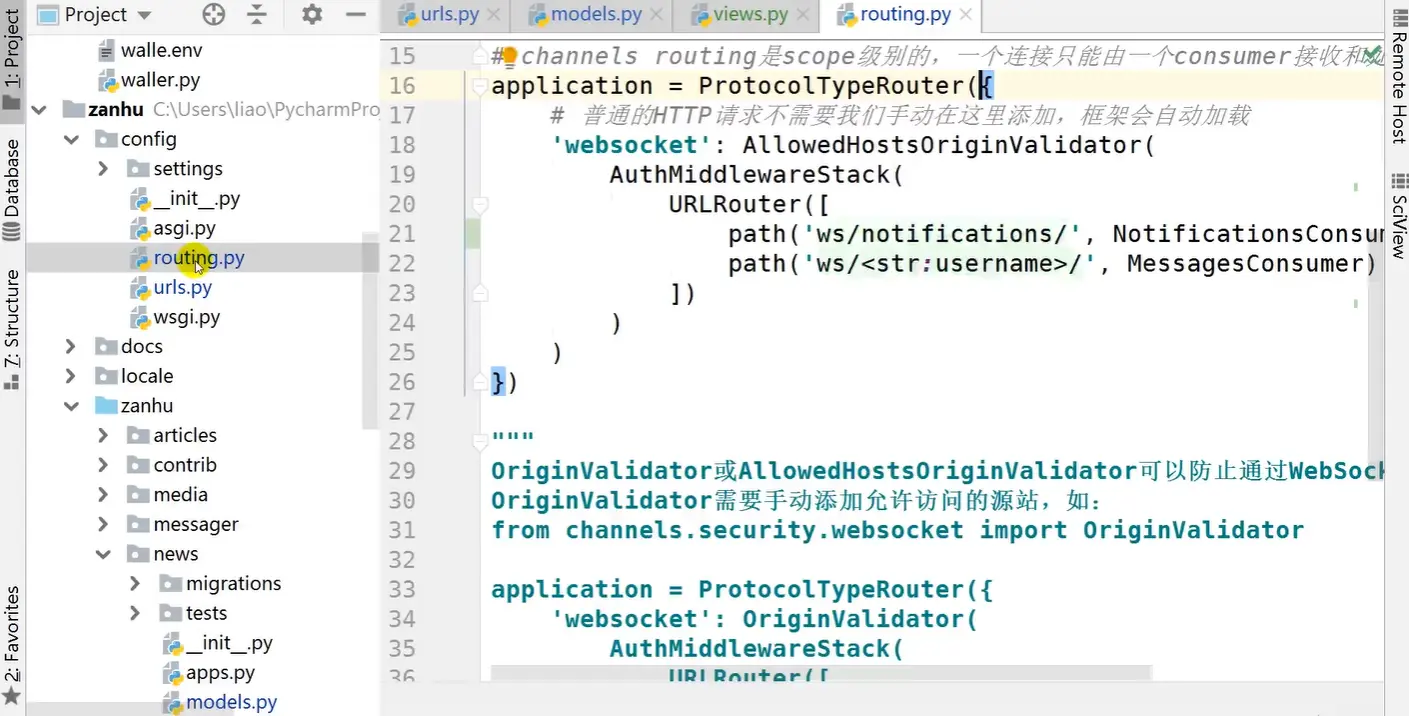 Project
urls.py
models.py
views.py
routing.py
1: Project
Database
7: Structure
2: Favorites
walle.env
waller.py
zanhu C:\Users\liao\PycharmPro
config
settings
__init__.py
asgi.py
routing.py
urls.py
wsgi.py
docs
locale
zanhu
articles
contrib
media
messager
news
migrations
tests
__init__.py
apps.py
models.py
15 # channels routing是scope级别的，一个连接只能由一个consumer接收和
16 application = ProtocolTypeRouter({
17 # 普通的HTTP请求不需要我们手动在这里添加，框架会自动加载
18 'websocket': AllowedHostsOriginValidator(
19 AuthMiddlewareStack(
20 URLRouter([
21 path('ws/notifications/', NotificationsConsum
22 path('ws/<str:username>/', MessagesConsumer)
23 ])
24 )
25 )
26 })
27
28 """
29 OriginValidator或AllowedHostsOriginValidator可以防止通过WebSock
30 OriginValidator需要手动添加允许访问的源站，如：
31 from channels.security.websocket import OriginValidator
32
33 application = ProtocolTypeRouter({
34 'websocket': OriginValidator(
35 AuthMiddlewareStack(
36 URLRouter([
Remote Host
SciView